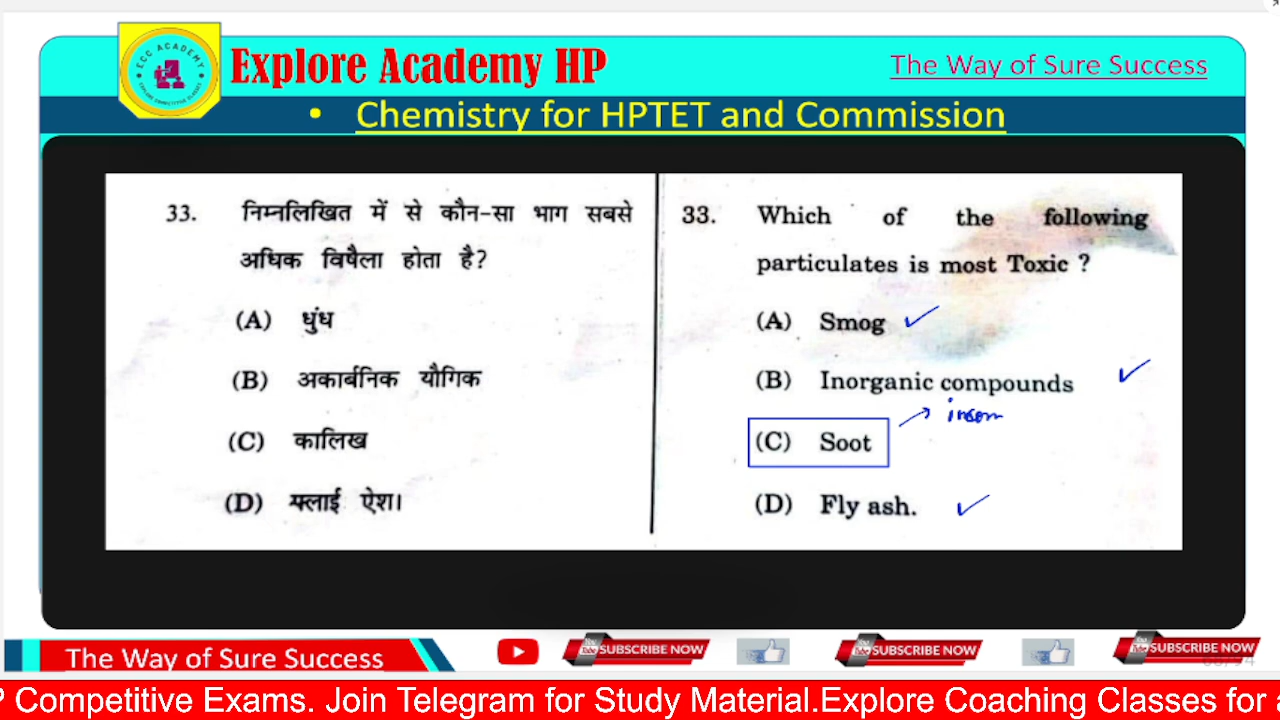 ECC ACADEMY
Explore Academy HP
The Way of Sure Success
• Chemistry for HPTET and Commission
33. निम्नलिखित में से कौन-सा भाग सबसे
अधिक विषैला होता है?
(A) धुंध
(B) अकार्बनिक यौगिक
(C) कालिख
(D) फ्लाई ऐश।
33. Which of the following
particulates is most Toxic ?
(A) Smog
(B) Inorganic compounds
(C) Soot
(D) Fly ash.
The Way of Sure Success
SUBSCRIBE NOW
SUBSCRIBE NOW
SUBSCRIBE NOW
P Competitive Exams. Join Telegram for Study Material.Explore Coaching Classes for a